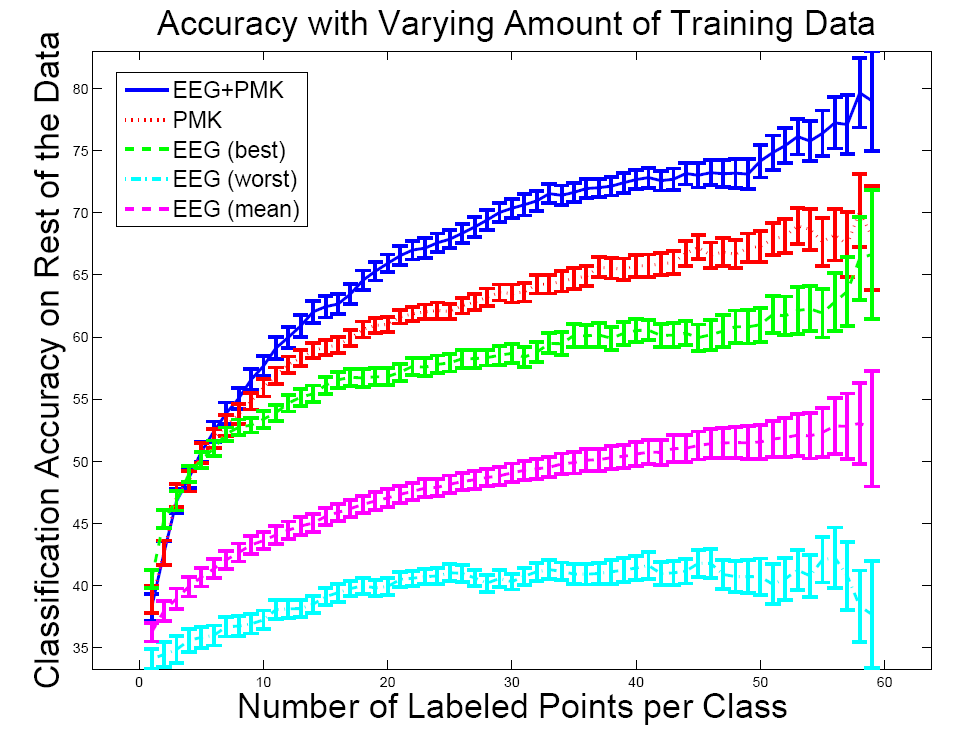 Accuracy with Varying Amount of Training Data
Classification Accuracy on Rest of the Data
80
75
70
65
60
55
50
45
40
35
EEG+PMK
PMK
EEG (best)
EEG (worst)
EEG (mean)
0 10 20 30 40 50 60
Number of Labeled Points per Class